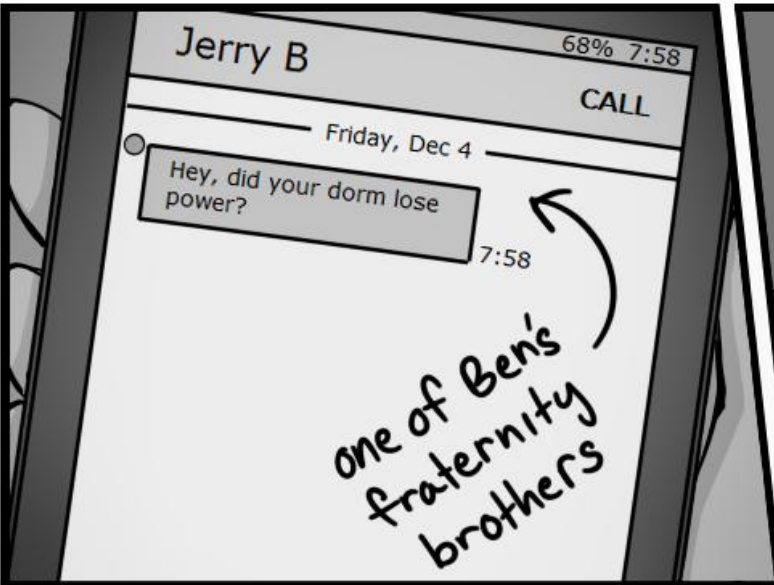 68% 7:58
Jerry B
CALL
Friday, Dec 4
Hey, did your dorm lose
power?
7:58
one of Ben's
fraternity
brothers